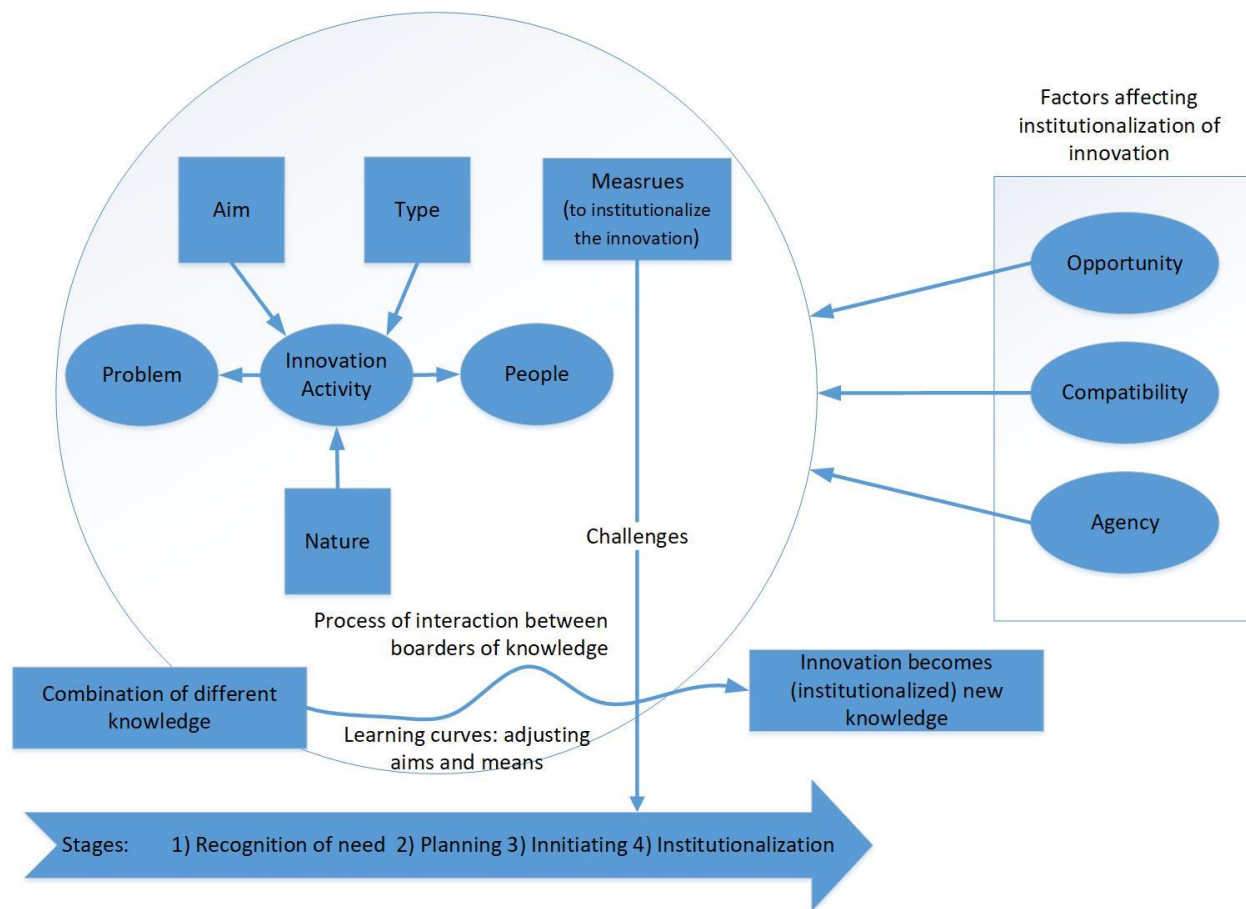 Factors affecting
institutionalization of
innovation
Aim
Type
Measrues
(to institutionalize
the innovation)
Opportunity
Problem
Innovation
Activity
People
Compatibility
Nature
Agency
Challenges
Process of interaction between
boarders of knowledge
Combination of different
knowledge
Innovation becomes
(institutionalized) new
knowledge
Learning curves: adjusting
aims and means
Stages: 1) Recognition of need 2) Planning 3) Innitiating 4) Institutionalization